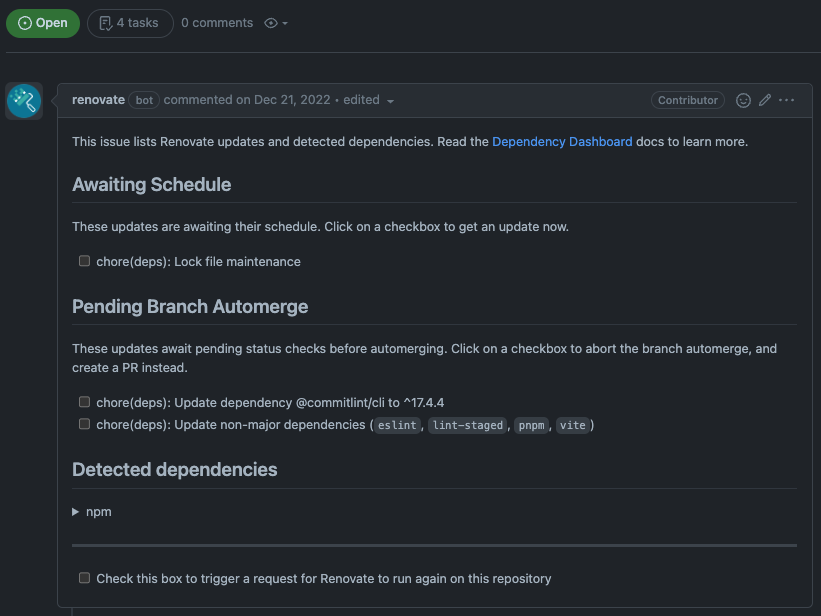 Open 4 tasks 0 comments
renovate bot commented on Dec 21, 2022 • edited Contributor
This issue lists Renovate updates and detected dependencies. Read the Dependency Dashboard docs to learn more.
Awaiting Schedule
These updates are awaiting their schedule. Click on a checkbox to get an update now.
chore(deps): Lock file maintenance
Pending Branch Automerge
These updates await pending status checks before automerging. Click on a checkbox to abort the branch automerge, and
create a PR instead.
chore(deps): Update dependency @commitlint/cli to ^17.4.4
chore(deps): Update non-major dependencies (eslint, lint-staged, pnpm, vite)
Detected dependencies
npm
Check this box to trigger a request for Renovate to run again on this repository